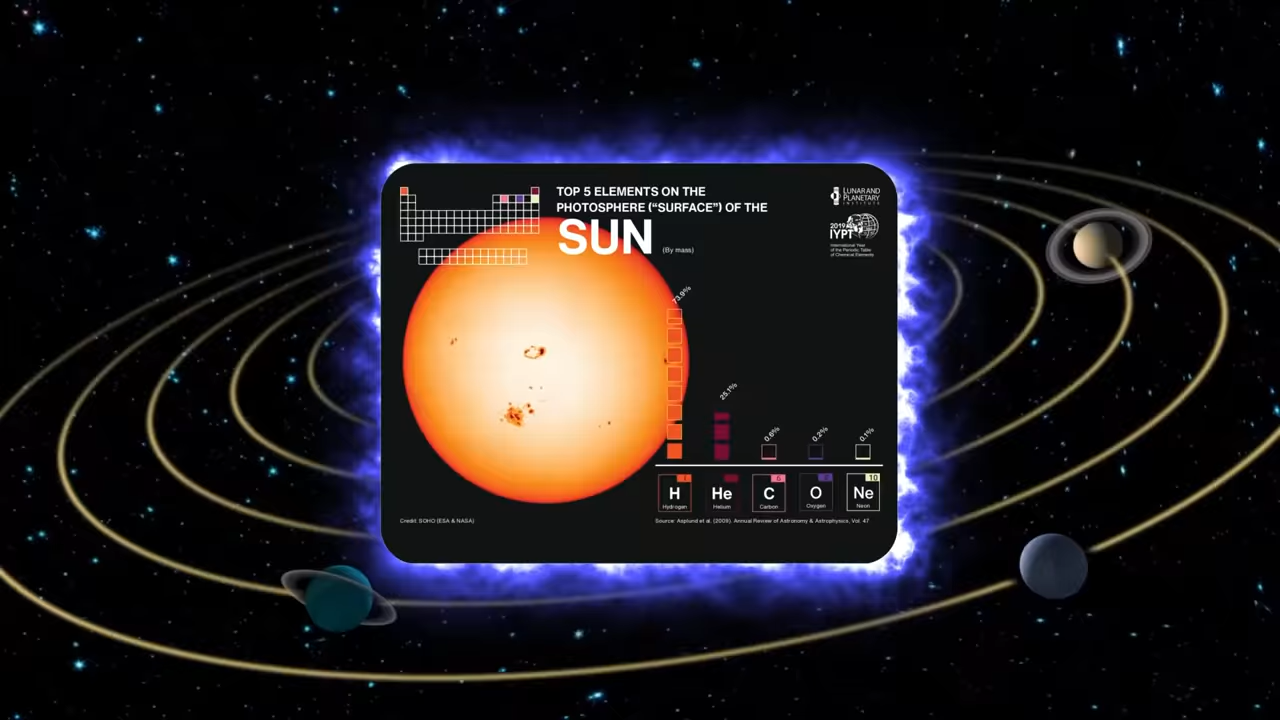 TOP 5 ELEMENTS ON THE
PHOTOSPHERE (“SURFACE”) OF THE
SUN (By mass)
LUNAR AND
PLANETARY
INSTITUTE
2019
IYPT
International Year
of the Periodic Table
of Chemical Elements
73.9%
25.1%
0.6%
0.2%
0.1%
1
6
10
H
He
C
O
Ne
Hydrogen
Helium
Carbon
Oxygen
Neon
Credit: SOHO (ESA & NASA)
Source: Asplund et al. (2009). Annual Review of Astronomy & Astrophysics, Vol. 47